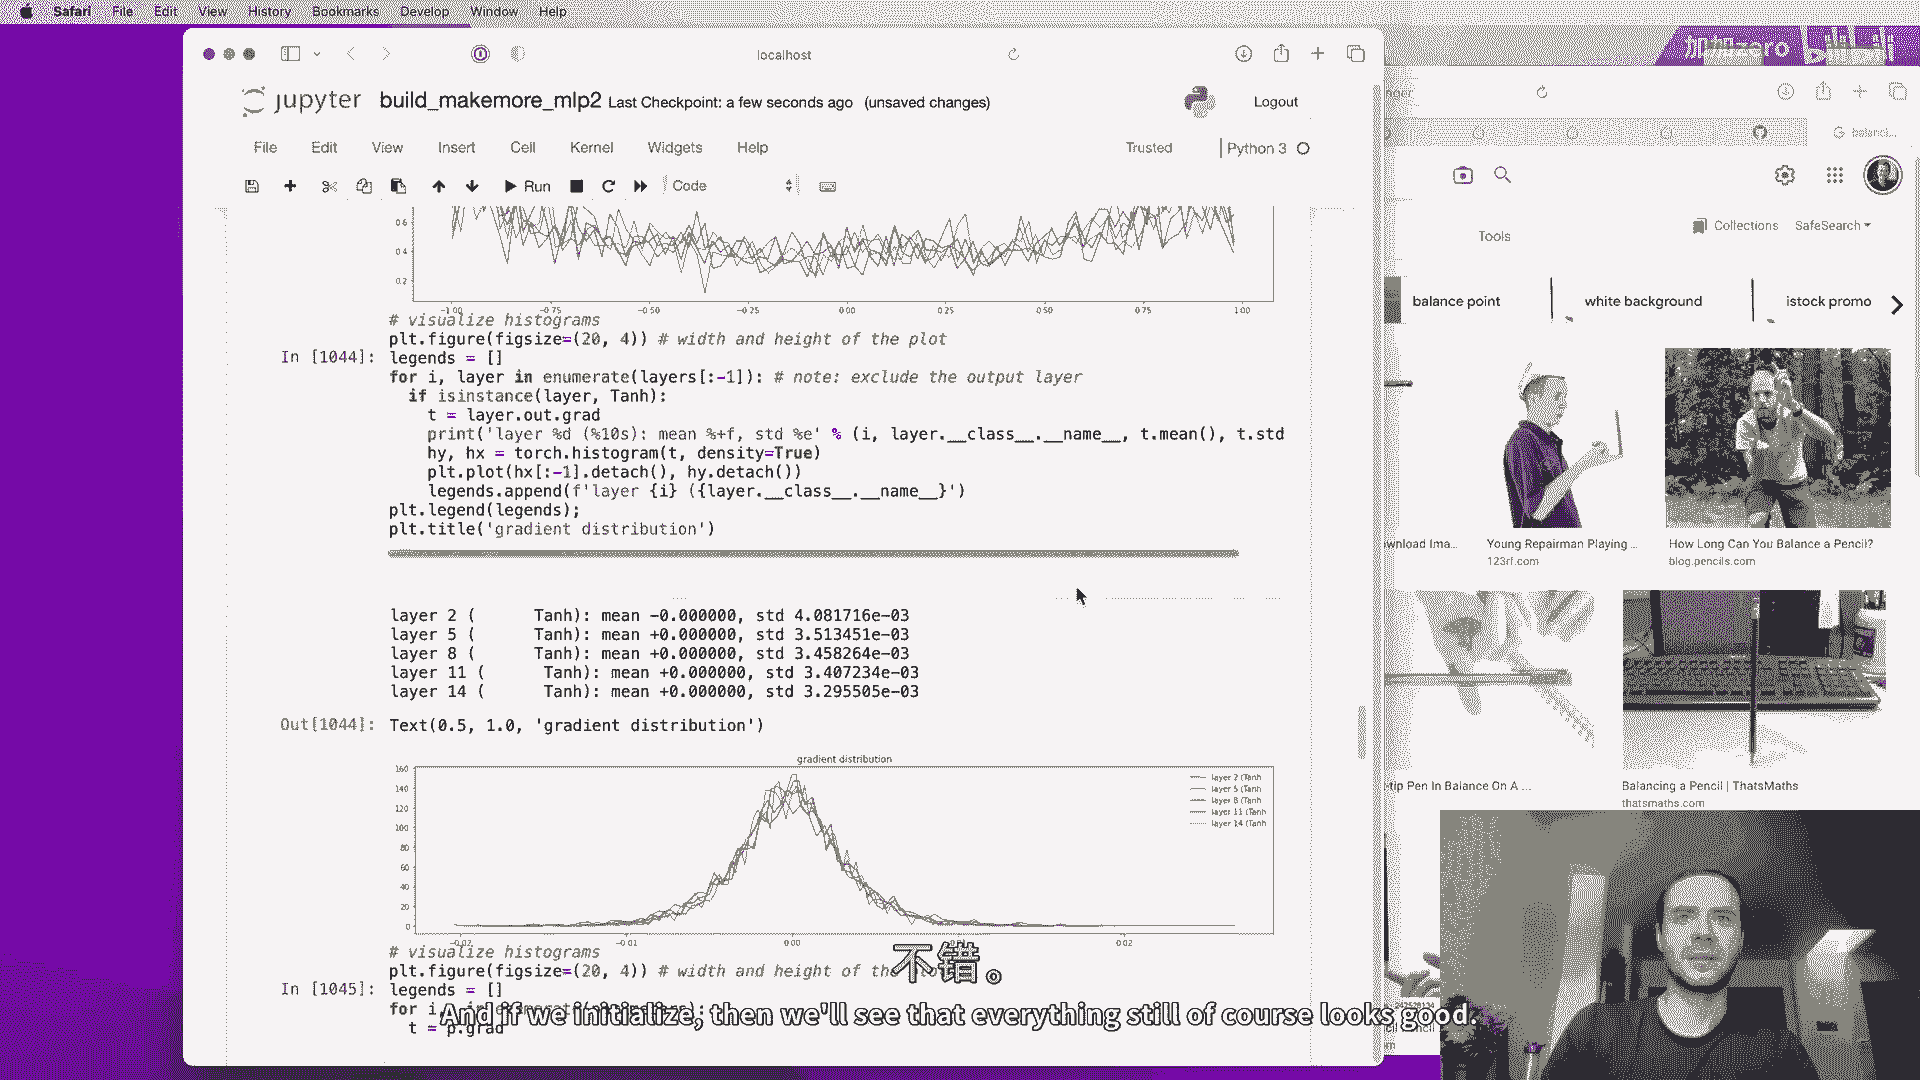 Safari File Edit View History Bookmarks Develop Window Help
加加zero bilibili
localhost
jupyter build_makemore_mlp2 Last Checkpoint: a few seconds ago (unsaved changes)
Logout
File Edit View Insert Cell Kernel Widgets Help
Trusted
Python 3
Run
Code
balanci...
Tools
Collections
SafeSearch
balance point
white background
istock promo
0.6
0.4
0.2
-1.00 -0.75 -0.50 -0.25 0.00 0.25 0.50 0.75 1.00
# visualize histograms
plt.figure(figsize=(20, 4)) # width and height of the plot
In [1044]: legends = []
for i, layer in enumerate(layers[:-1]): # note: exclude the output layer
if isinstance(layer, Tanh):
t = layer.out.grad
print('layer %d (%10s): mean %+f, std %e' % (i, layer.__class__.__name__, t.mean(), t.std
hy, hx = torch.histogram(t, density=True)
plt.plot(hx[:-1].detach(), hy.detach())
legends.append(f'layer {i} ({layer.__class__.__name__}')
plt.legend(legends);
plt.title('gradient distribution')
layer 2 ( Tanh): mean -0.000000, std 4.081716e-03
layer 5 ( Tanh): mean +0.000000, std 3.513451e-03
layer 8 ( Tanh): mean +0.000000, std 3.458264e-03
layer 11 ( Tanh): mean +0.000000, std 3.407234e-03
layer 14 ( Tanh): mean +0.000000, std 3.295505e-03
Out[1044]: Text(0.5, 1.0, 'gradient distribution')
gradient distribution
160
140
120
100
80
60
40
20
0
layer 2 (Tanh
layer 5 (Tanh
layer 8 (Tanh
layer 11 (Tanh
layer 14 (Tanh
-0.02 -0.01 0.00 0.01 0.02
# visualize histograms
plt.figure(figsize=(20, 4)) # width and height of the plot
In [1045]: legends = []
for i,
t = p.grad
wnload Ima...
Young Repairman Playing ...
123rf.com
How Long Can You Balance a Pencil?
blog.pencils.com
-tip Pen In Balance On A ...
Balancing a Pencil | ThatsMaths
thatsmaths.com
不错。
And if we initialize, then we'll see that everything still of course looks good.